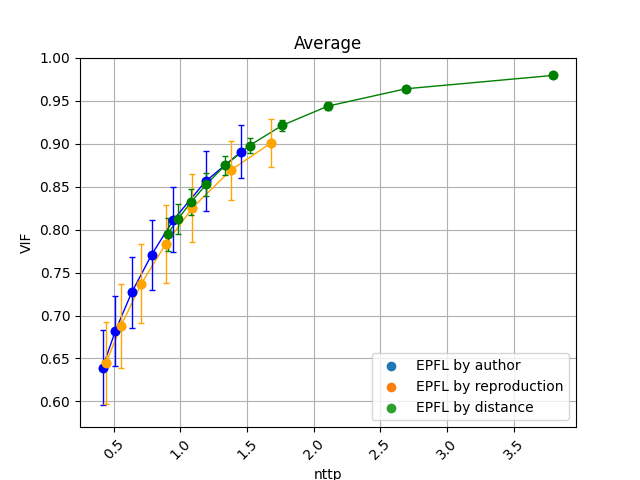 Average
1.00
0.95
0.90
0.85
0.80
0.75
0.70
0.65
0.60
VIF
0.5
1.0
1.5
2.0
2.5
3.0
3.5
nttp
EPFL by author
EPFL by reproduction
EPFL by distance